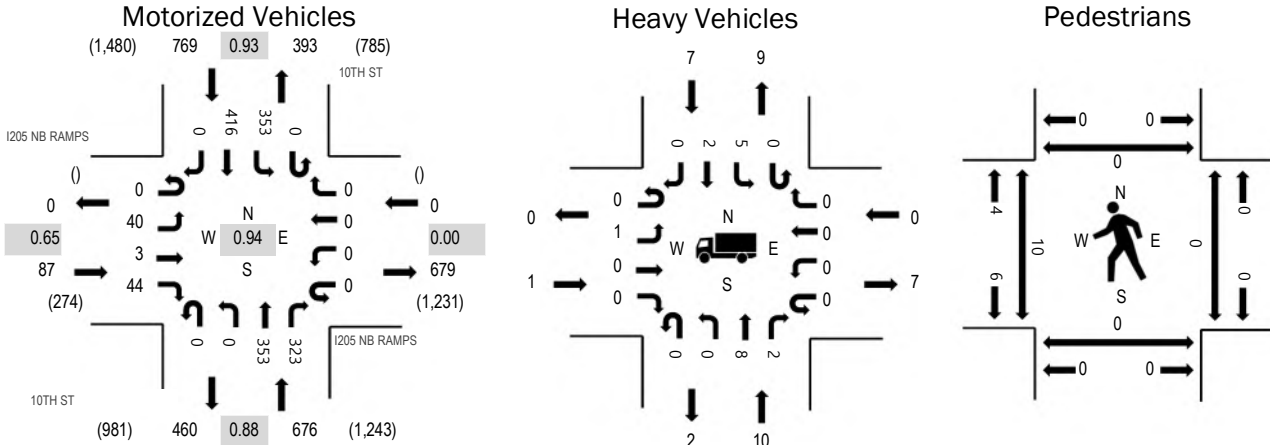 Motorized Vehicles
(1,480) 769 0.93 393 (785)
10TH ST
I205 NB RAMPS
0 416 353 0
()
0
0.65
87
(274)
0
40
3
44
N
W 0.94 E
S
0
0
0
0
()
0
0.00
679
(1,231)
0 0 353 323
I205 NB RAMPS
10TH ST
(981) 460 0.88 676 (1,243)
Heavy Vehicles
7 9
0 2 5 0
0
1
0
1
0
0
N
W E
S
0
0
0
0
0
7
0 0 8 2
2 10
Pedestrians
0 0
0
4
6
10
N
W E
S
0
0
0
0
0 0